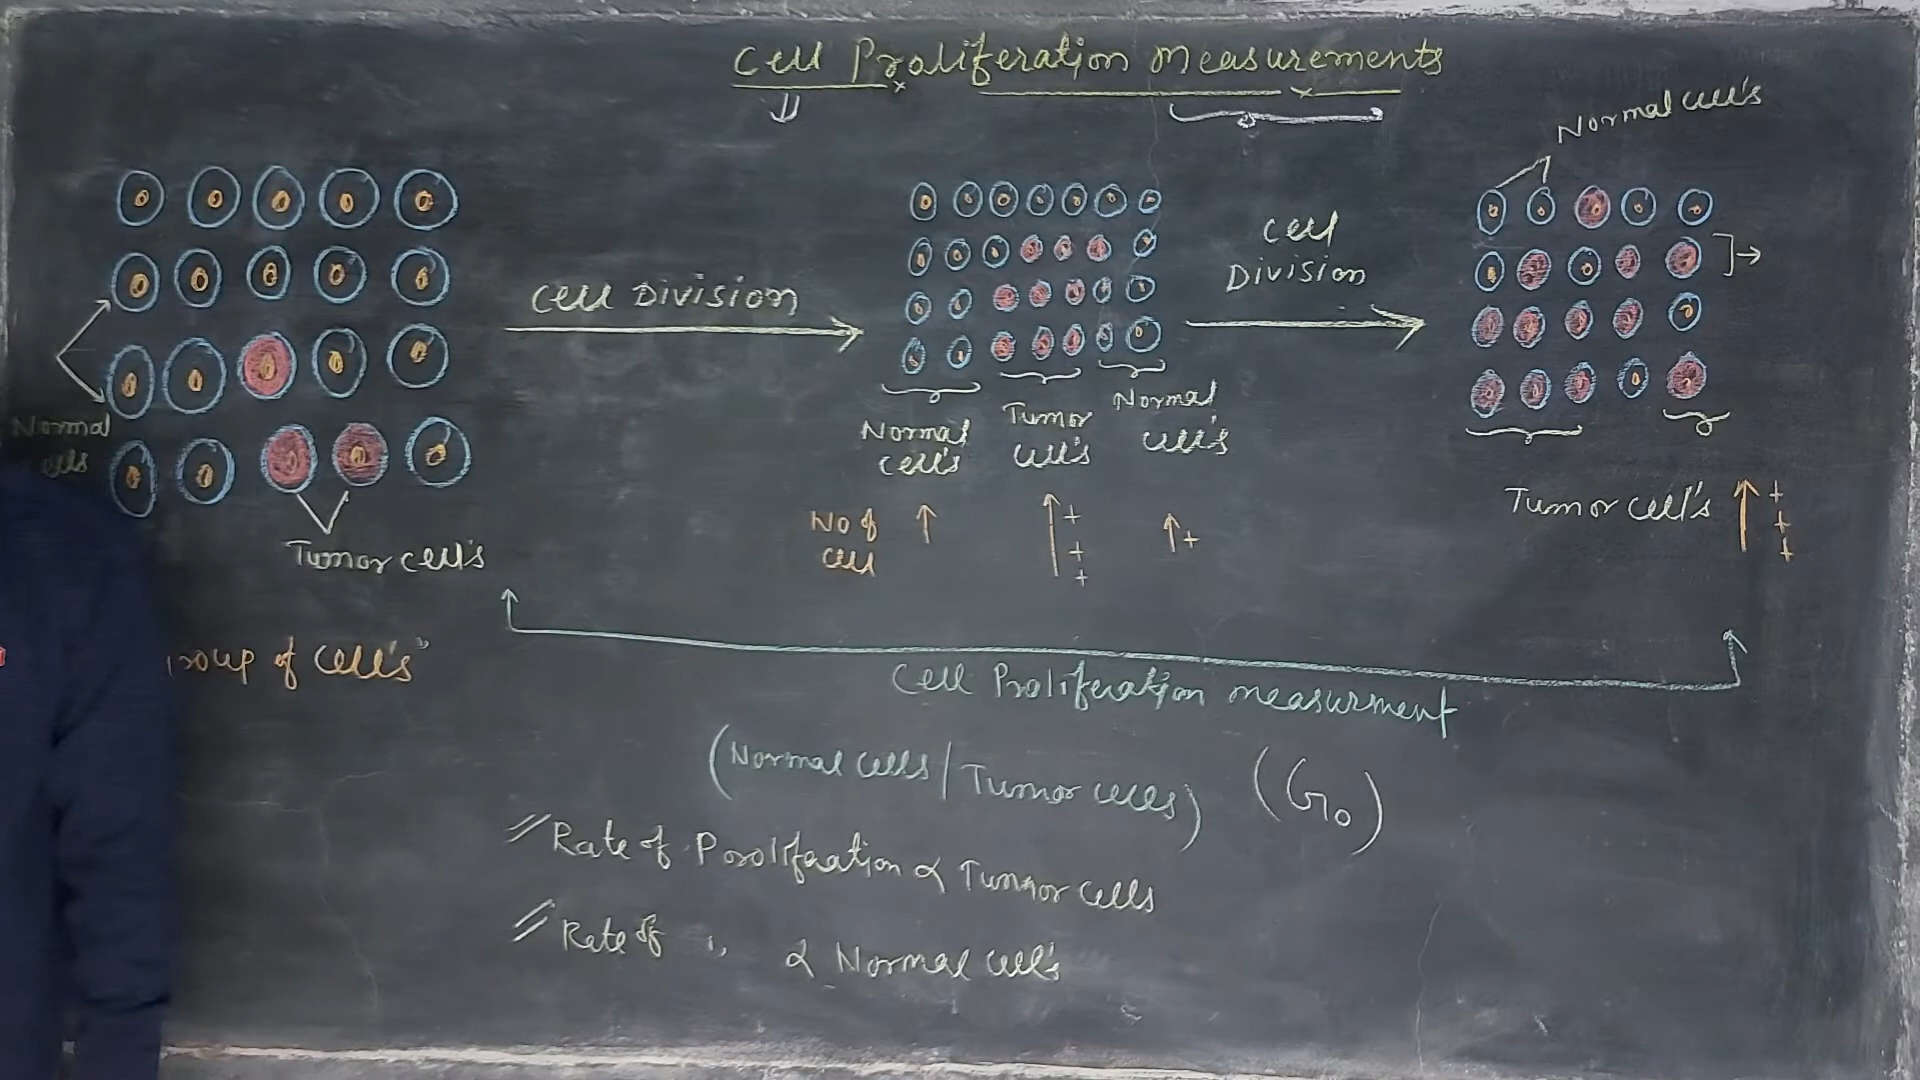 Cell Proliferation Measurements
Normal cell's
Cell Division
Cell
Division
Normal
cells
Tumor cell's
Normal
cell's
Tumor
cell's
Normal
cell's
No of
cell
+
+
+
+
Tumor cell's
+
+
+
roup of cell's"
Cell Proliferation measurment
(Normal cells / Tumor cells) (G0)
Rate of Prolifration α Tumor cells
Rate of " α Normal cell's